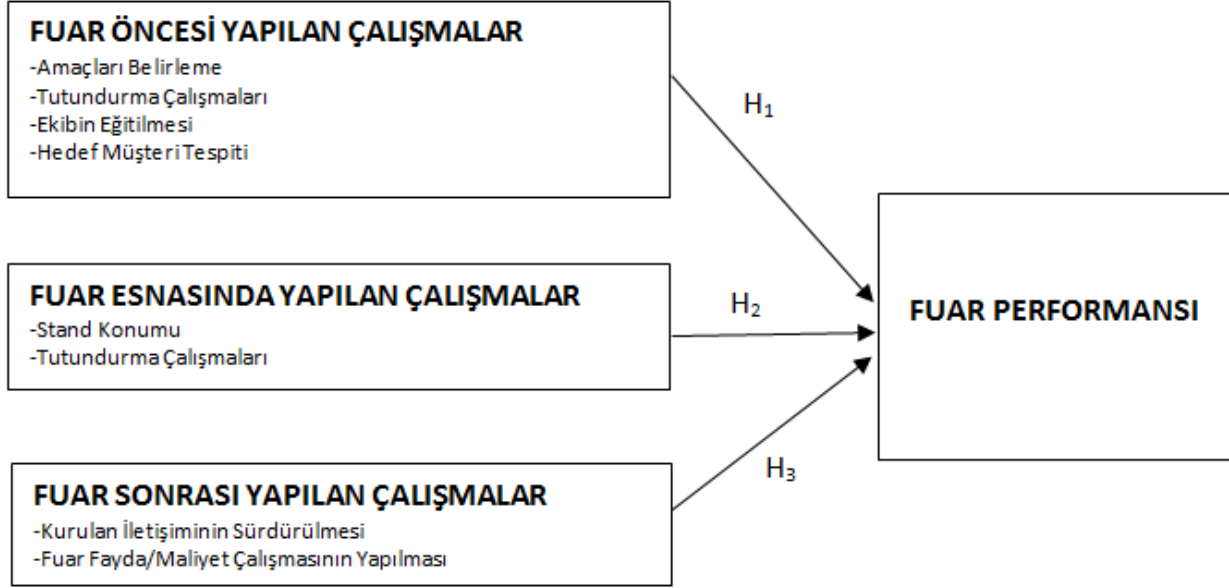 FUAR ÖNCESİ YAPILAN ÇALIŞMALAR
-Amaçları Belirleme
-Tutundurma Çalışmaları
-Ekibin Eğitilmesi
-Hedef Müşteri Tespiti
H1
FUAR ESNASINDA YAPILAN ÇALIŞMALAR
-Stand Konumu
-Tutundurma Çalışmaları
H2
FUAR PERFORMANSI
FUAR SONRASI YAPILAN ÇALIŞMALAR
-Kurulan İletişiminin Sürdürülmesi
-Fuar Fayda/Maliyet Çalışmasının Yapılması
H3